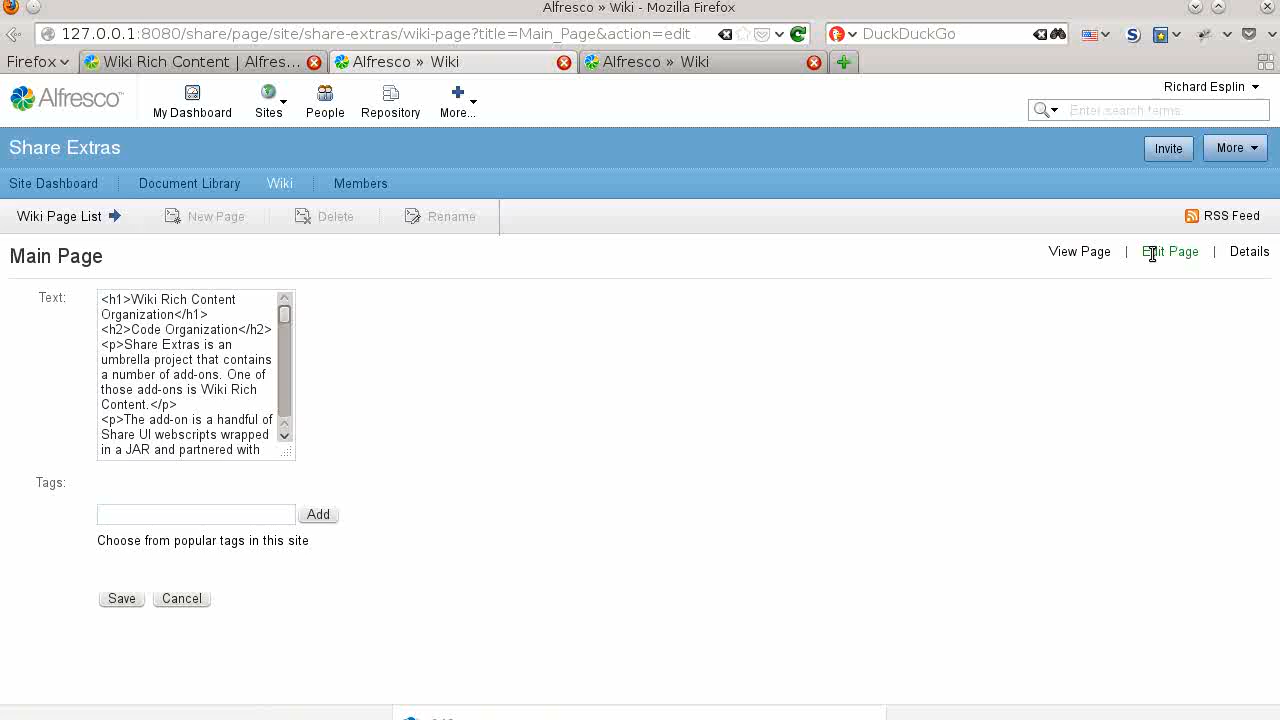 Alfresco » Wiki - Mozilla Firefox
127.0.0.1:8080/share/page/site/share-extras/wiki-page?title=Main_Page&action=edit
DuckDuckGo
Firefox
Wiki Rich Content | Alfres...
Alfresco » Wiki
Alfresco » Wiki
Alfresco
My Dashboard
Sites
People
Repository
More
Richard Esplin
Enter search terms
Share Extras
Invite
More
Site Dashboard
Document Library
Wiki
Members
Wiki Page List
New Page
Delete
Rename
RSS Feed
Main Page
View Page | Edit Page | Details
Text:
<h1>Wiki Rich Content
Organization</h1>
<h2>Code Organization</h2>
<p>Share Extras is an
umbrella project that contains
a number of add-ons. One of
those add-ons is Wiki Rich
Content.</p>
<p>The add-on is a handful of
Share UI webscripts wrapped
in a JAR and partnered with
Tags:
Add
Choose from popular tags in this site
Save
Cancel